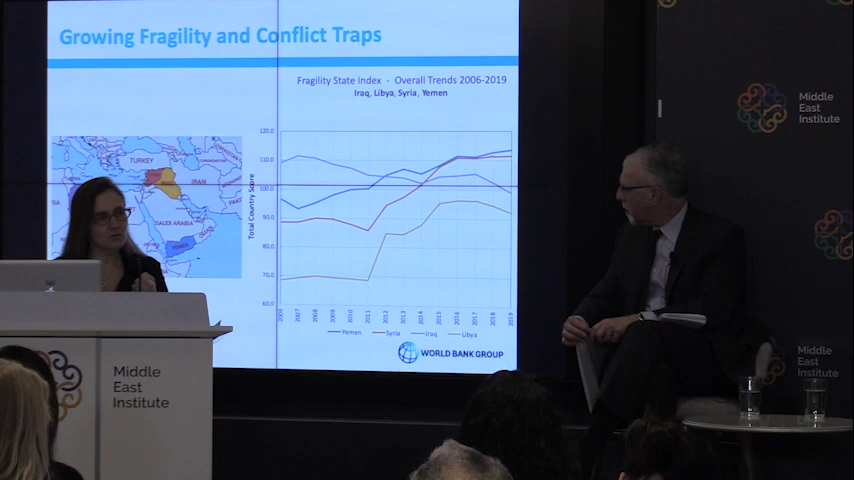 Growing Fragility and Conflict Traps
Fragility State Index - Overall Trends 2006-2019
Iraq, Libya, Syria, Yemen
TURKEY
IRAN
SAUDI ARABIA
OMAN
YEMEN
Total Country Score
120.0
110.0
100.0
90.0
80.0
70.0
60.0
2006
2007
2008
2009
2010
2011
2012
2013
2014
2015
2016
2017
2018
2019
Yemen
Syria
Iraq
Libya
WORLD BANK GROUP
Middle
East
Institute
Middle
East
Institute
Middle
East
Institute